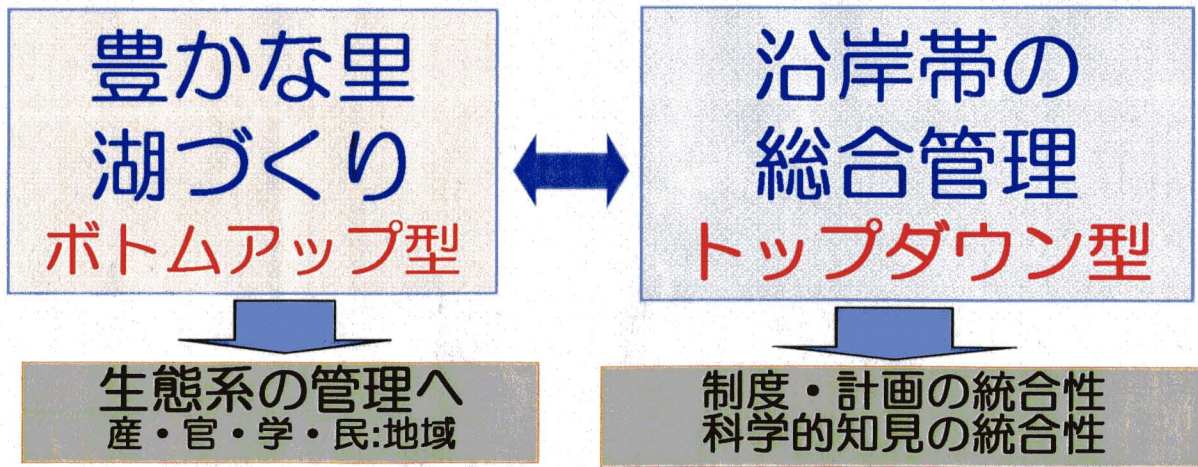 豊かな里
湖づくり
ボトムアップ型
沿岸帯の
総合管理
トップダウン型
生態系の管理へ
産・官・学・民:地域
制度・計画の統合性
科学的知見の統合性